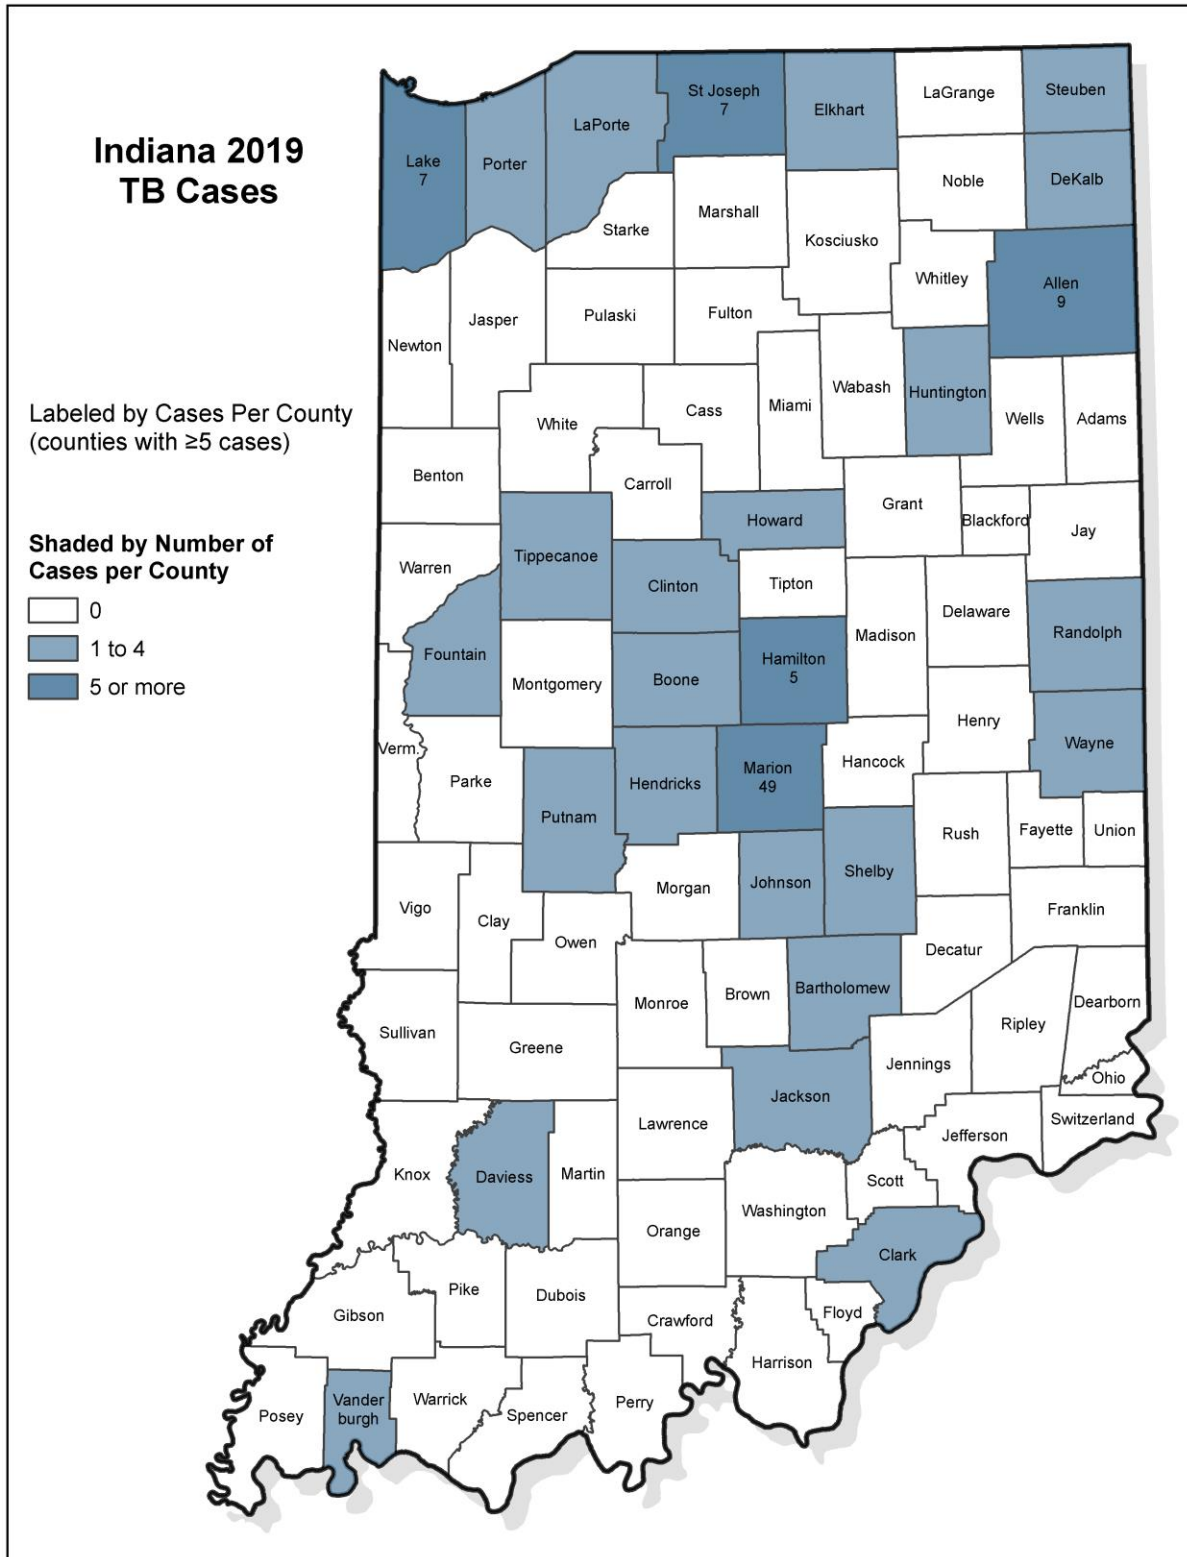 Indiana 2019
TB Cases
Labeled by Cases Per County
(counties with ≥5 cases)
Shaded by Number of
Cases per County
0
1 to 4
5 or more
Lake
7
Porter
LaPorte
St Joseph
7
Elkhart
LaGrange
Steuben
Noble
DeKalb
Starke
Marshall
Kosciusko
Whitley
Allen
9
Newton
Jasper
Pulaski
Fulton
Wabash
Huntington
Wells
Adams
White
Cass
Miami
Benton
Carroll
Grant
Blackford
Jay
Howard
Warren
Tippecanoe
Clinton
Tipton
Madison
Delaware
Randolph
Fountain
Montgomery
Boone
Hamilton
5
Henry
Wayne
Verm.
Parke
Putnam
Hendricks
Marion
49
Hancock
Rush
Fayette
Union
Vigo
Clay
Owen
Morgan
Johnson
Shelby
Franklin
Decatur
Sullivan
Greene
Monroe
Brown
Bartholomew
Jennings
Ripley
Dearborn
Ohio
Switzerland
Jefferson
Jackson
Lawrence
Knox
Daviess
Martin
Scott
Washington
Orange
Clark
Gibson
Pike
Dubois
Crawford
Floyd
Harrison
Posey
Vander
burgh
Warrick
Spencer
Perry